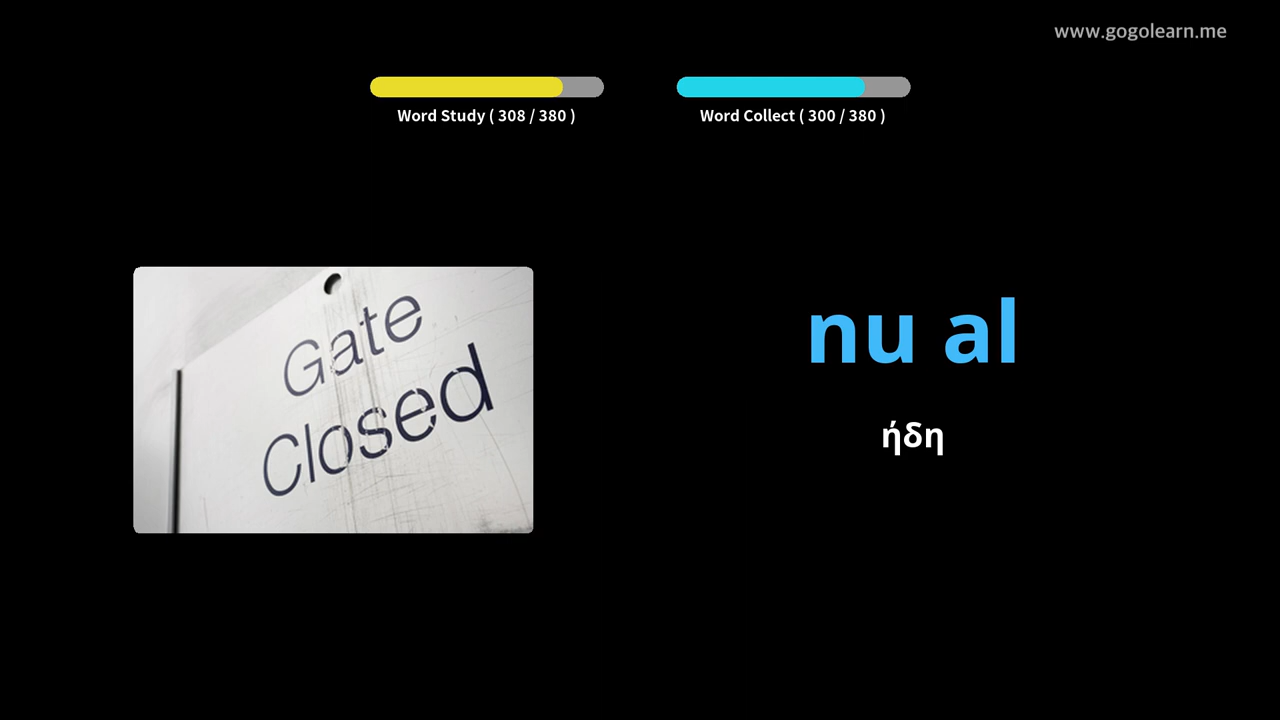 www.gogolearn.me
Word Study ( 308 / 380 )
Word Collect ( 300 / 380 )
Gate
Closed
nu al
ήδη